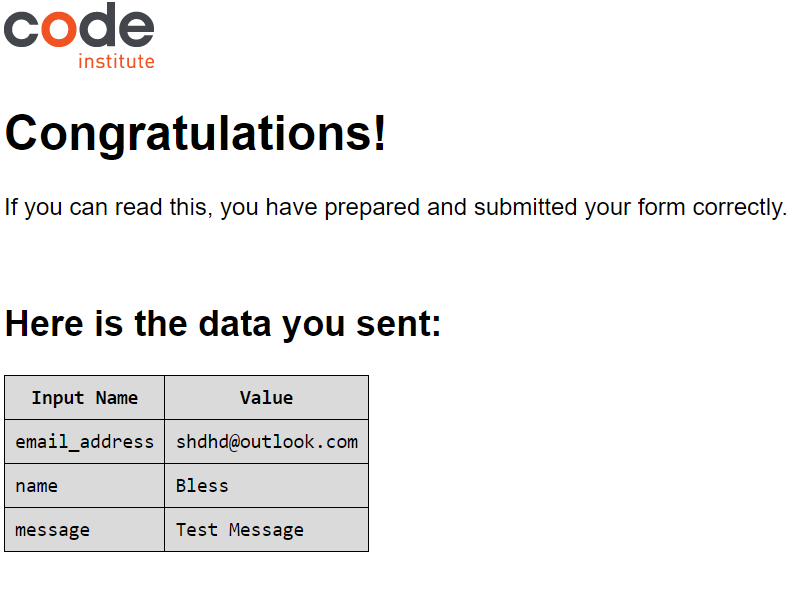 code
institute
Congratulations!
If you can read this, you have prepared and submitted your form correctly.
Here is the data you sent:
Input Name Value
email_address shdhd@outlook.com
name Bless
message Test Message